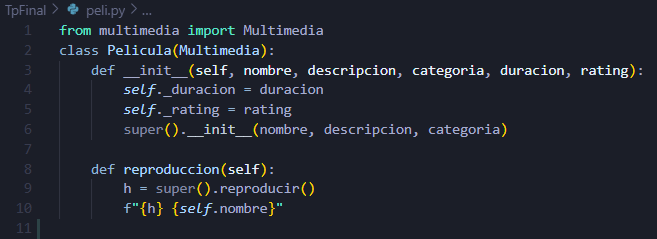 TpFinal > peli.py > ...
1 from multimedia import Multimedia
2 class Pelicula(Multimedia):
3     def __init__(self, nombre, descripcion, categoria, duracion, rating):
4         self._duracion = duracion
5         self._rating = rating
6         super().__init__(nombre, descripcion, categoria)
7
8     def reproduccion(self):
9         h = super().reproducir()
10         f"{h} {self.nombre}"
11